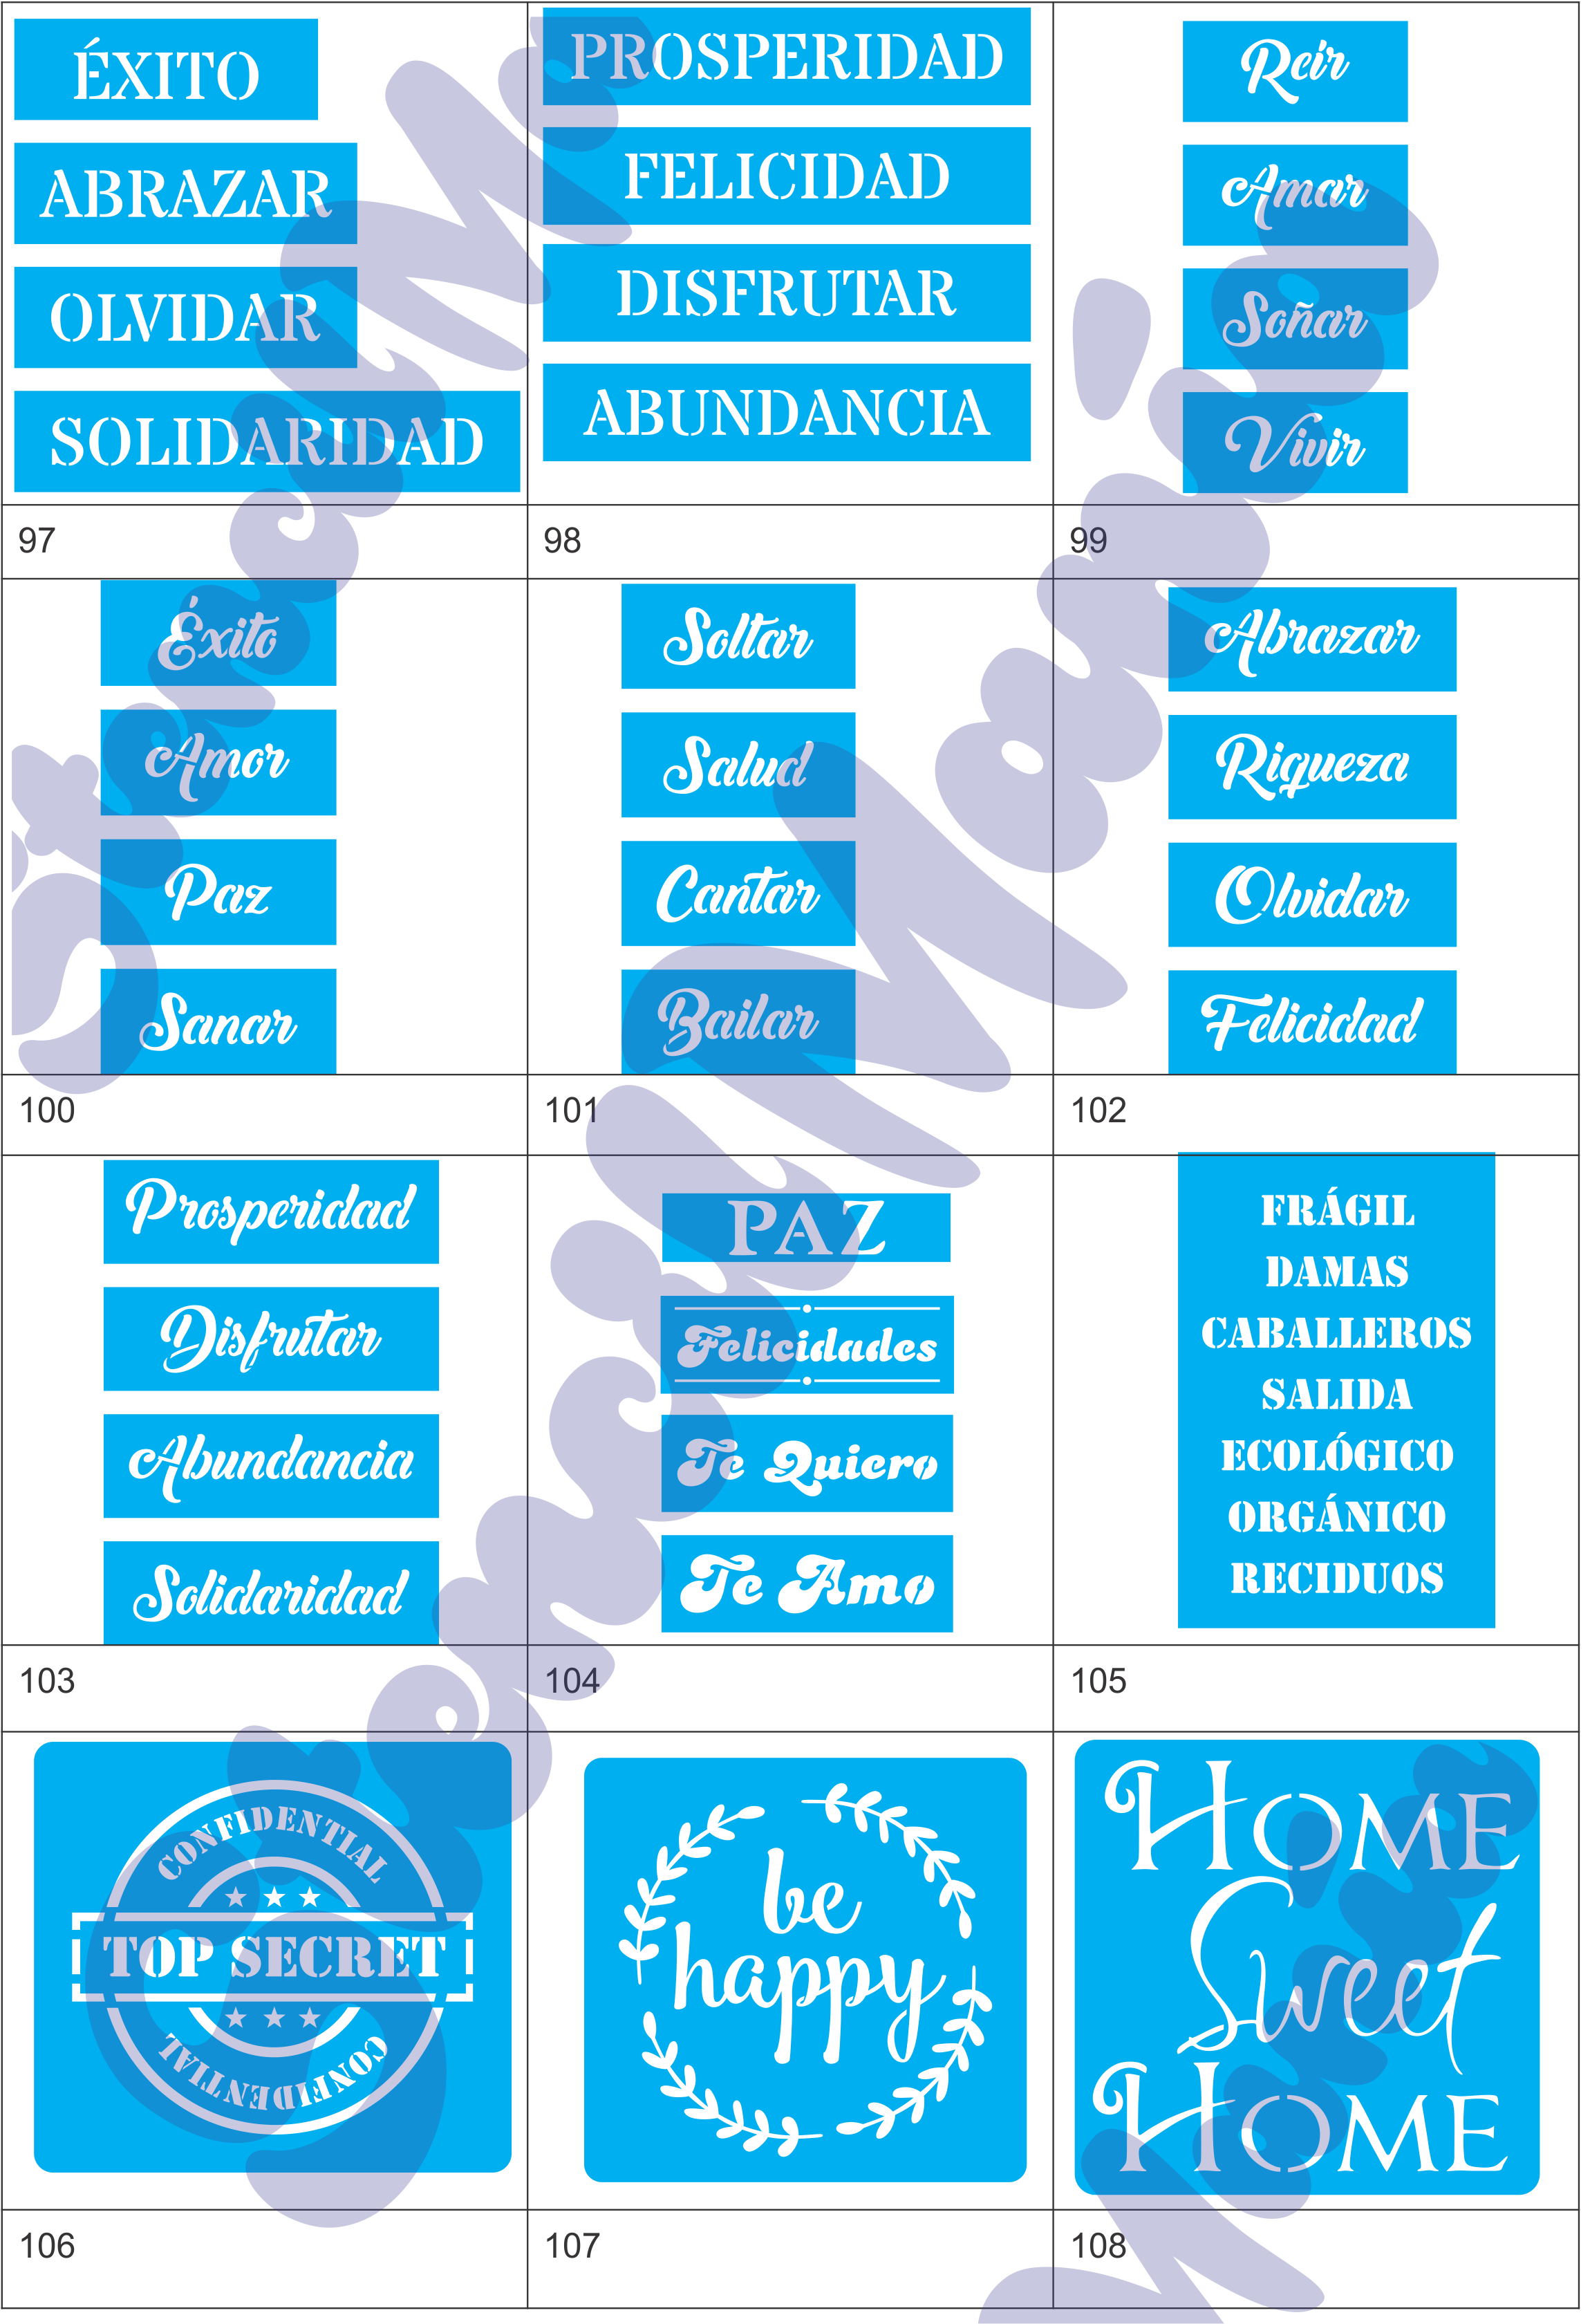 ÉXITO
ABRAZAR
OLVIDAR
SOLIDARIDAD
97
PROSPERIDAD
FELICIDAD
DISFRUTAR
ABUNDANCIA
98
Reír
Amar
Soñar
Vivir
99
Éxito
Amor
Paz
Sanar
100
Soltar
Salud
Cantar
Bailar
101
Abrazar
Riqueza
Olvidar
Felicidad
102
Prosperidad
Disfrutar
Abundancia
Solidaridad
103
PAZ
Felicidades
Te Quiero
Te Amo
104
FRÁGIL
DAMAS
CABALLEROS
SALIDA
ECOLÓGICO
ORGÁNICO
RECIDUOS
105
CONFIDENTIAL
TOP SECRET
CONFIDENTIAL
106
be
happy
107
HOME
Sweet
HOME
108